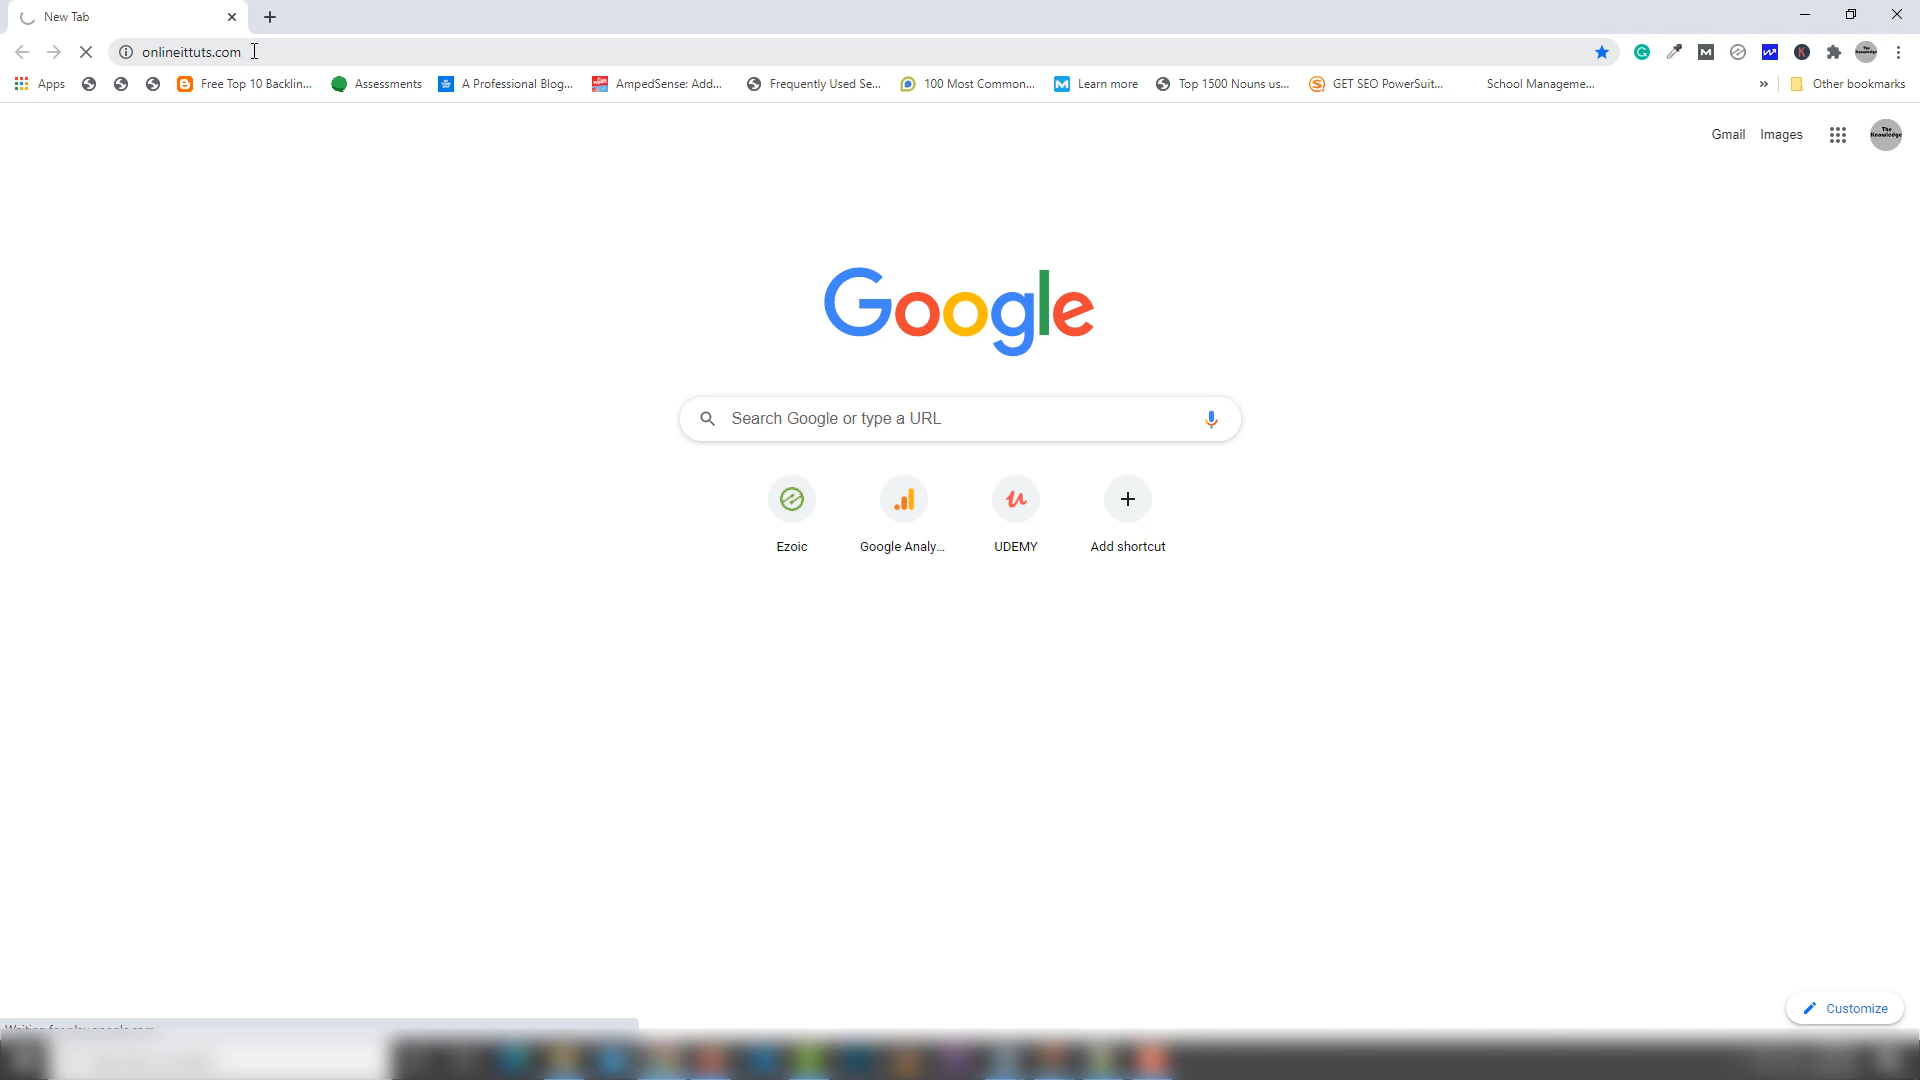 New Tab
onlineittuts.com
Apps
Free Top 10 Backlin...
Assessments
A Professional Blog...
AmpedSense: Add...
Frequently Used Se...
100 Most Common...
Learn more
Top 1500 Nouns us...
GET SEO PowerSuit...
School Manageme...
»
Other bookmarks
Gmail Images
The Knowledge
Google
Search Google or type a URL
Ezoic
Google Analy...
UDEMY
Add shortcut
Customize